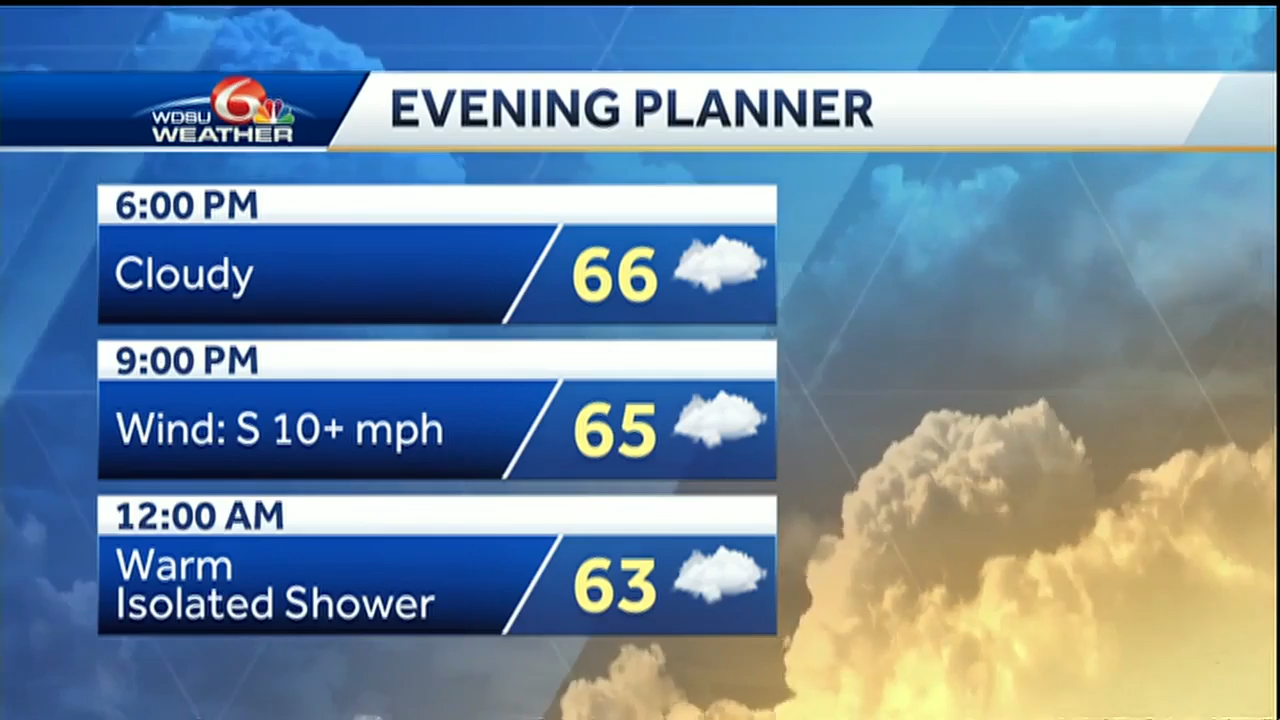 WDSU 6
WEATHER
EVENING PLANNER
6:00 PM
Cloudy
66
9:00 PM
Wind: S 10+ mph
65
12:00 AM
Warm
Isolated Shower
63